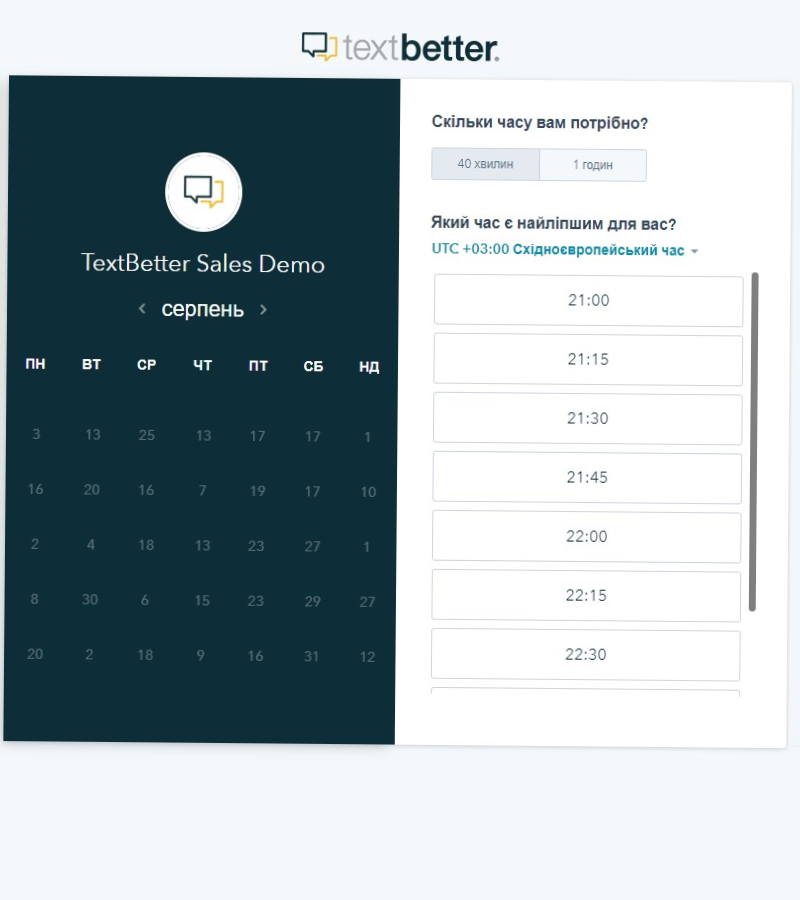 textbetter.
TextBetter Sales Demo
серпень
ПН ВТ СР ЧТ ПТ СБ НД
3 13 25 13 17 17 1
16 20 16 7 19 17 10
2 4 18 13 23 27 1
8 30 6 15 23 29 27
20 2 18 9 16 31 12
Скільки часу вам потрібно?
40 хвилин 1 годин
Який час є найліпшим для вас?
UTC +03:00 Східноєвропейський час
21:00
21:15
21:30
21:45
22:00
22:15
22:30